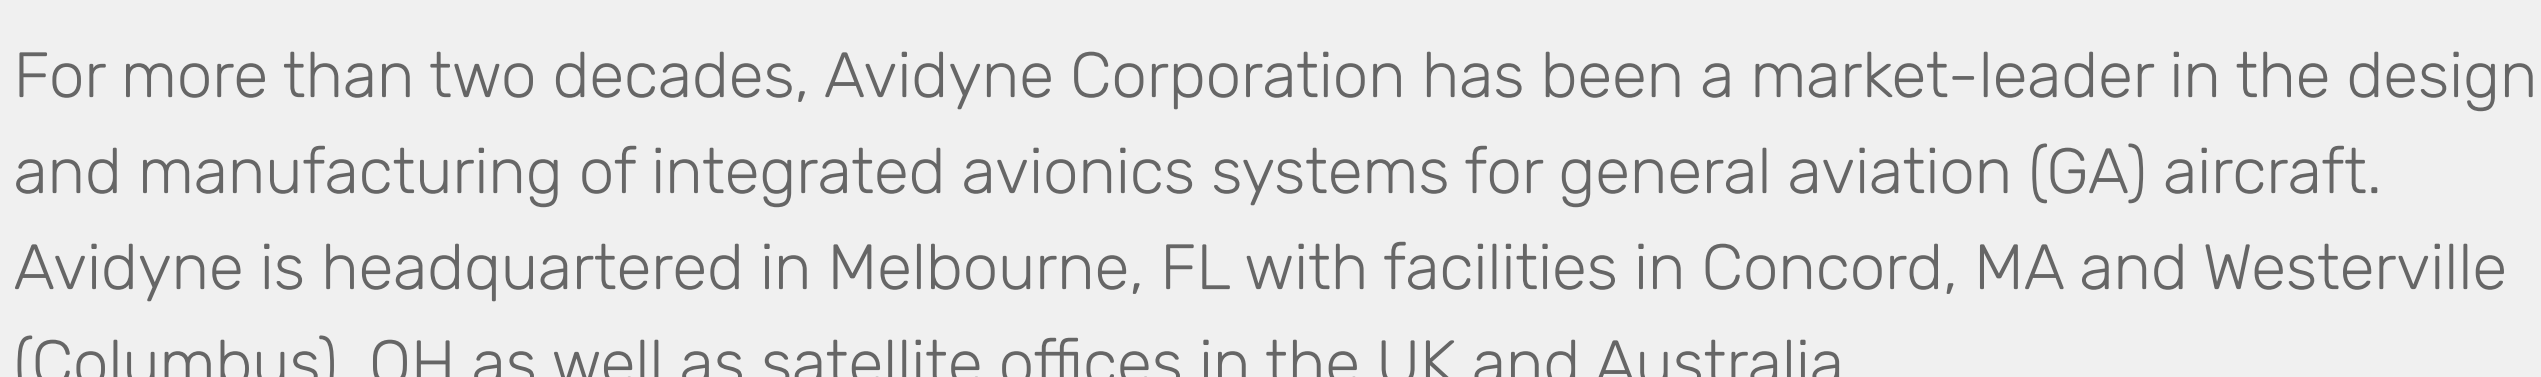 For more than two decades, Avidyne Corporation has been a market-leader in the design
and manufacturing of integrated avionics systems for general aviation (GA) aircraft.
Avidyne is headquartered in Melbourne, FL with facilities in Concord, MA and Westerville
(Columbus), OH as well as satellite offices in the UK and Australia